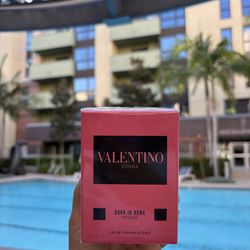 VALENTINO
DONNA
BORN IN ROMA
INTENSE
EAU DE PARFUM INTENSE